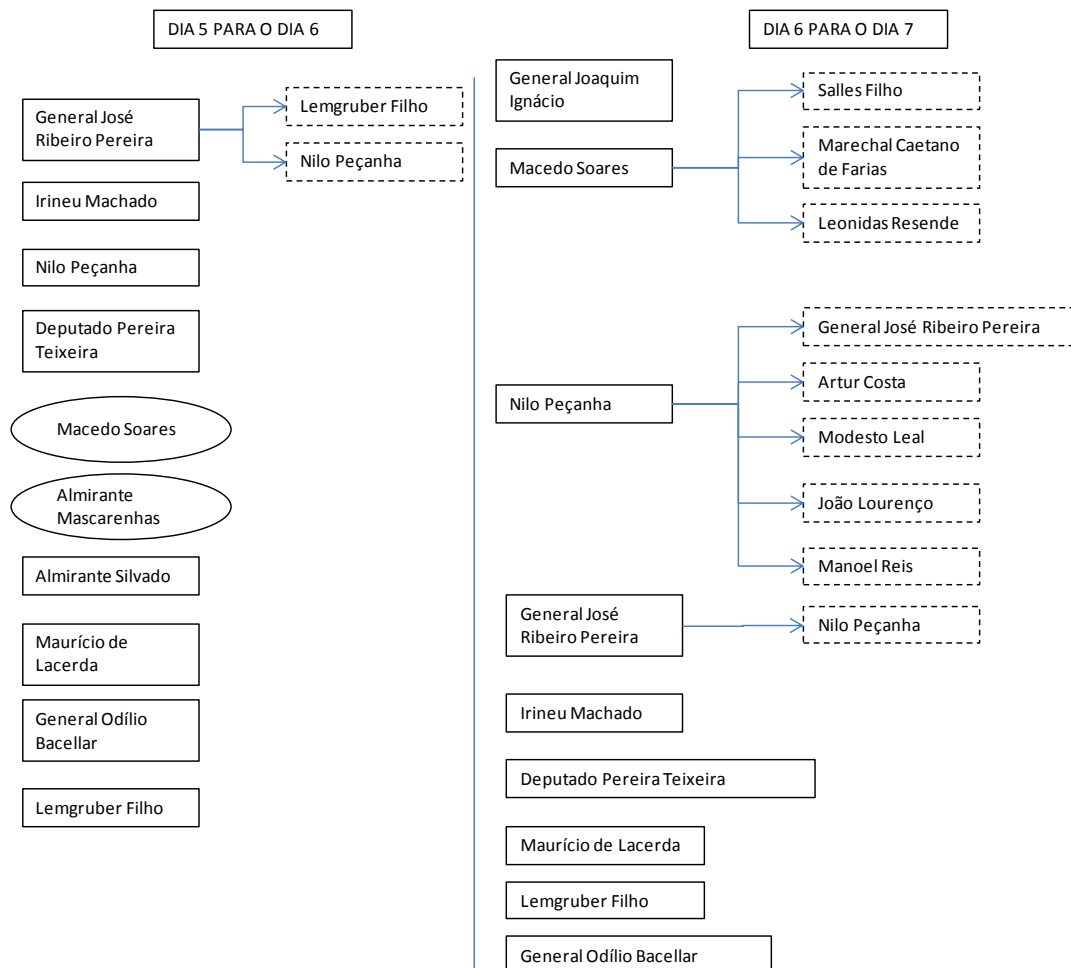 DIA 5 PARA O DIA 6
General José
Ribeiro Pereira
Lemgruber Filho
Nilo Peçanha
Irineu Machado
Nilo Peçanha
Deputado Pereira
Teixeira
Macedo Soares
Almirante
Mascarenhas
Almirante Silvado
Maurício de
Lacerda
General Odílio
Bacellar
Lemgruber Filho
DIA 6 PARA O DIA 7
General Joaquim
Ignácio
Macedo Soares
Salles Filho
Marechal Caetano
de Farias
Leonidas Resende
Nilo Peçanha
General José Ribeiro Pereira
Artur Costa
Modesto Leal
João Lourenço
Manoel Reis
General José
Ribeiro Pereira
Nilo Peçanha
Irineu Machado
Deputado Pereira Teixeira
Maurício de Lacerda
Lemgruber Filho
General Odílio Bacellar